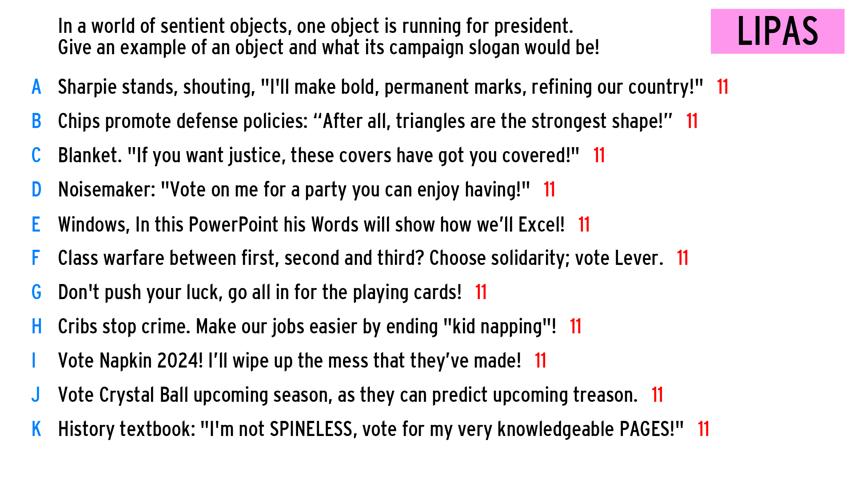 In a world of sentient objects, one object is running for president.
Give an example of an object and what its campaign slogan would be!
LIPAS
A Sharpie stands, shouting, "I'll make bold, permanent marks, refining our country!" 11
B Chips promote defense policies: “After all, triangles are the strongest shape!” 11
C Blanket. "If you want justice, these covers have got you covered!" 11
D Noisemaker: "Vote on me for a party you can enjoy having!" 11
E Windows, In this PowerPoint his Words will show how we’ll Excel! 11
F Class warfare between first, second and third? Choose solidarity; vote Lever. 11
G Don't push your luck, go all in for the playing cards! 11
H Cribs stop crime. Make our jobs easier by ending "kid napping"! 11
I Vote Napkin 2024! I’ll wipe up the mess that they’ve made! 11
J Vote Crystal Ball upcoming season, as they can predict upcoming treason. 11
K History textbook: "I'm not SPINELESS, vote for my very knowledgeable PAGES!" 11